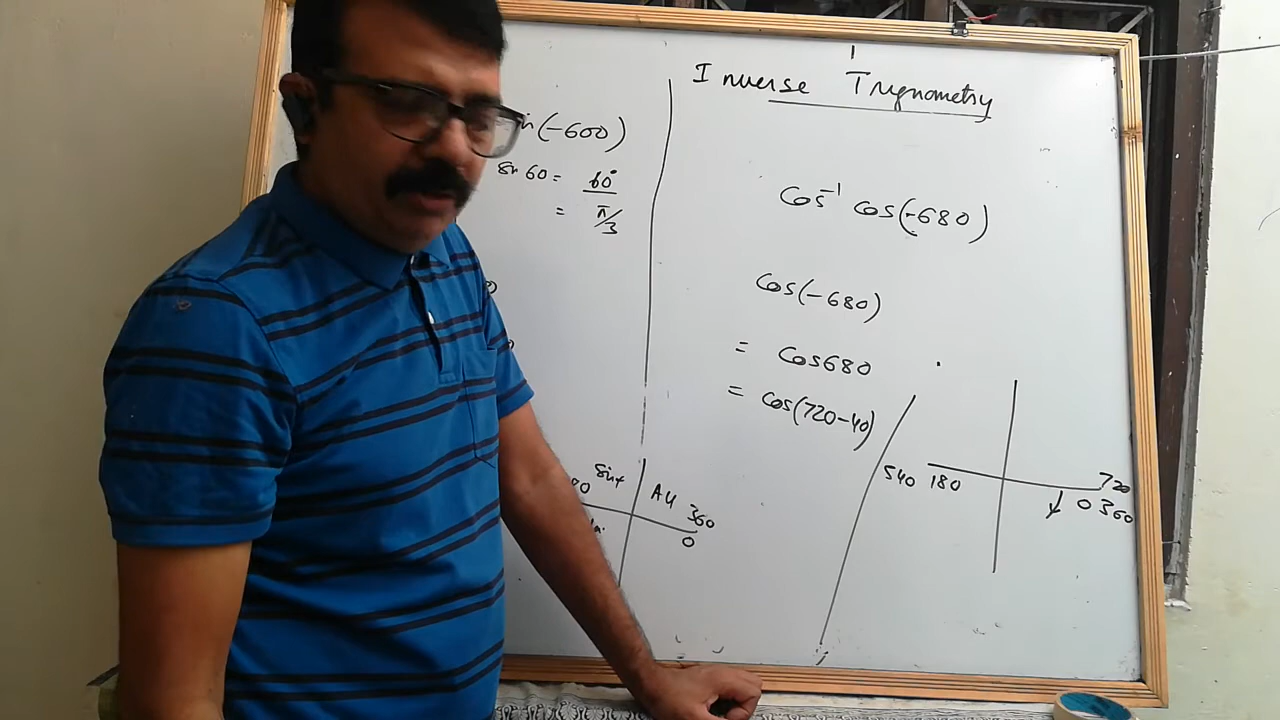 Inverse Trignometry
(-600)
Sin 60 = 60°
= π/3
Cos⁻¹ Cos(-680)
Cos(-680)
= Cos680
= Cos(720-40)
Sin+ All 360
0
540 180 720
0 360